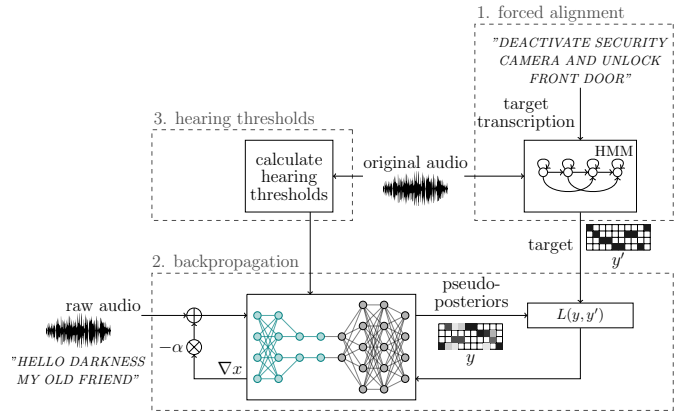 1. forced alignment
"DEACTIVATE SECURITY
CAMERA AND UNLOCK
FRONT DOOR"
target
transcription
HMM
3. hearing thresholds
calculate
hearing
thresholds
original audio
target
y′
2. backpropagation
raw audio
"HELLO DARKNESS
MY OLD FRIEND"
−α
∇x
pseudo-
posteriors
y
L(y, y′)